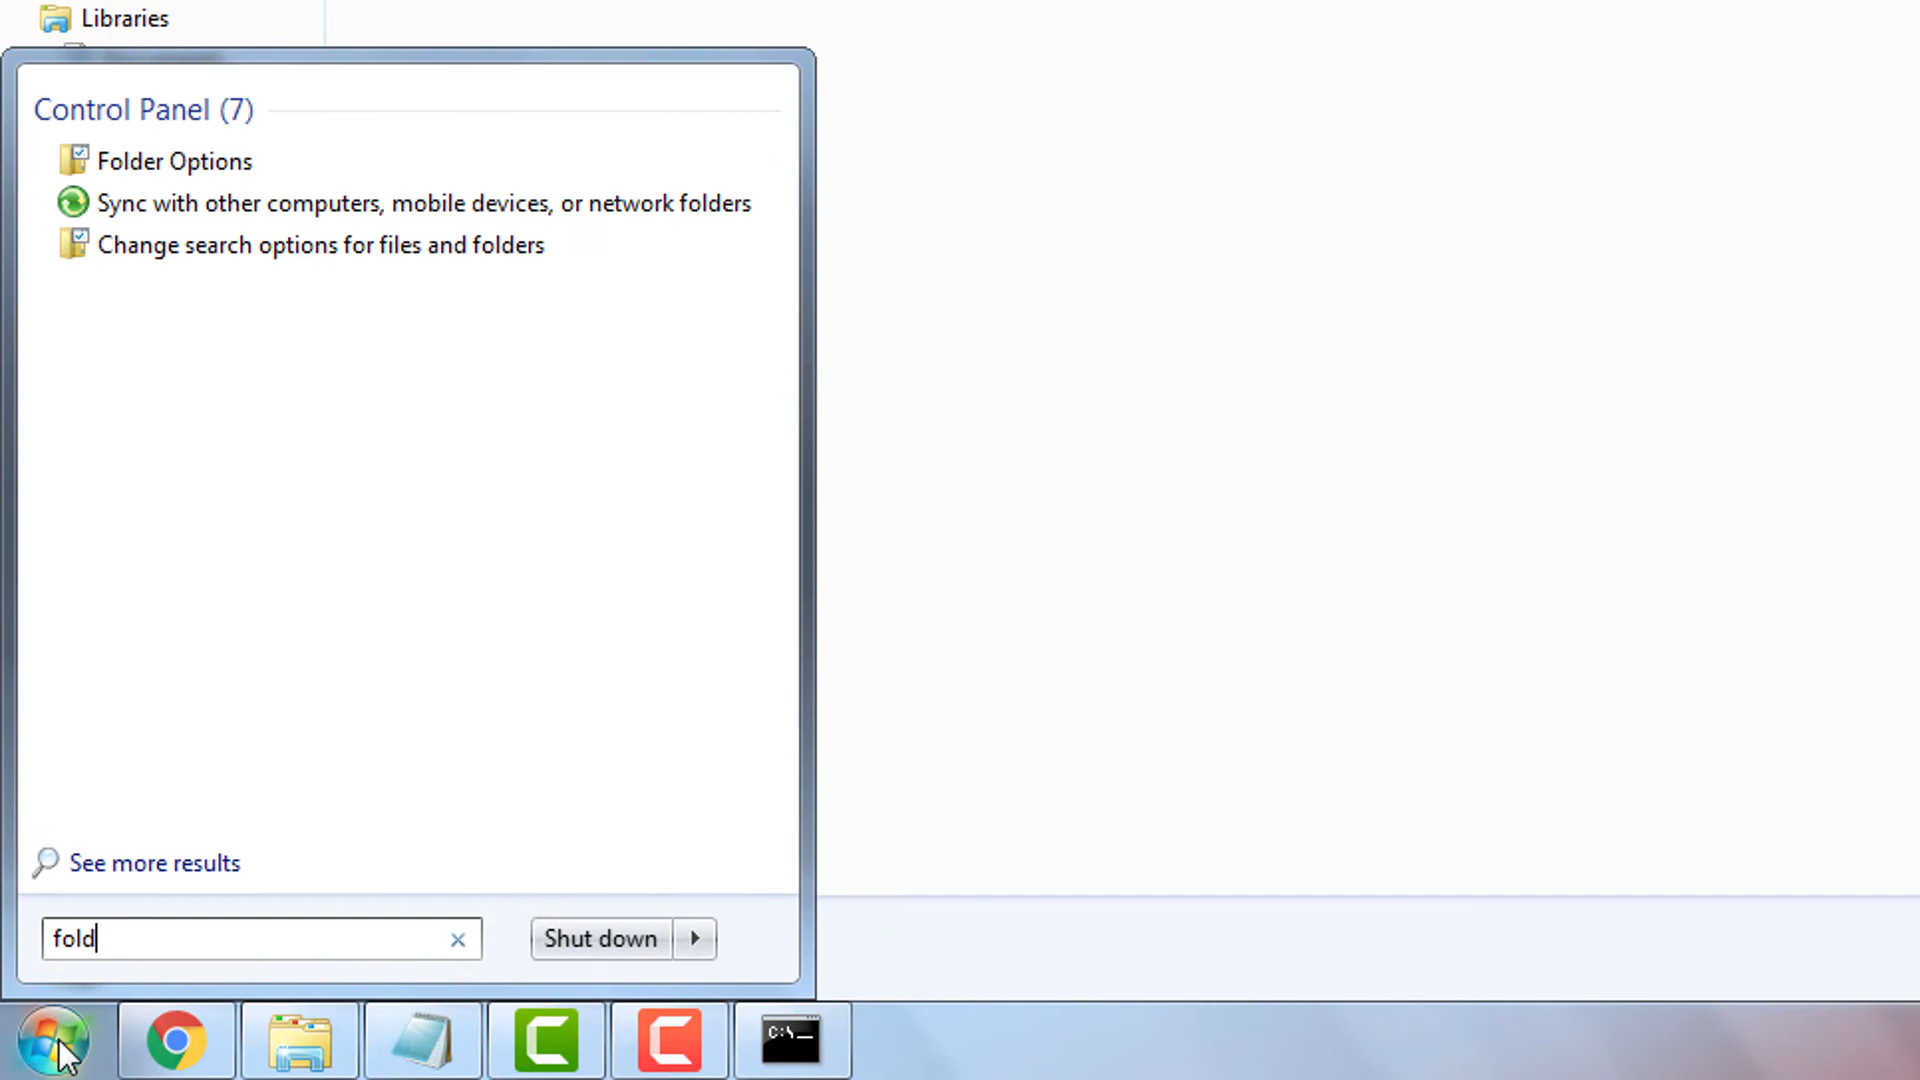 Libraries
Control Panel (7)
Folder Options
Sync with other computers, mobile devices, or network folders
Change search options for files and folders
See more results
fold
Shut down
C:\